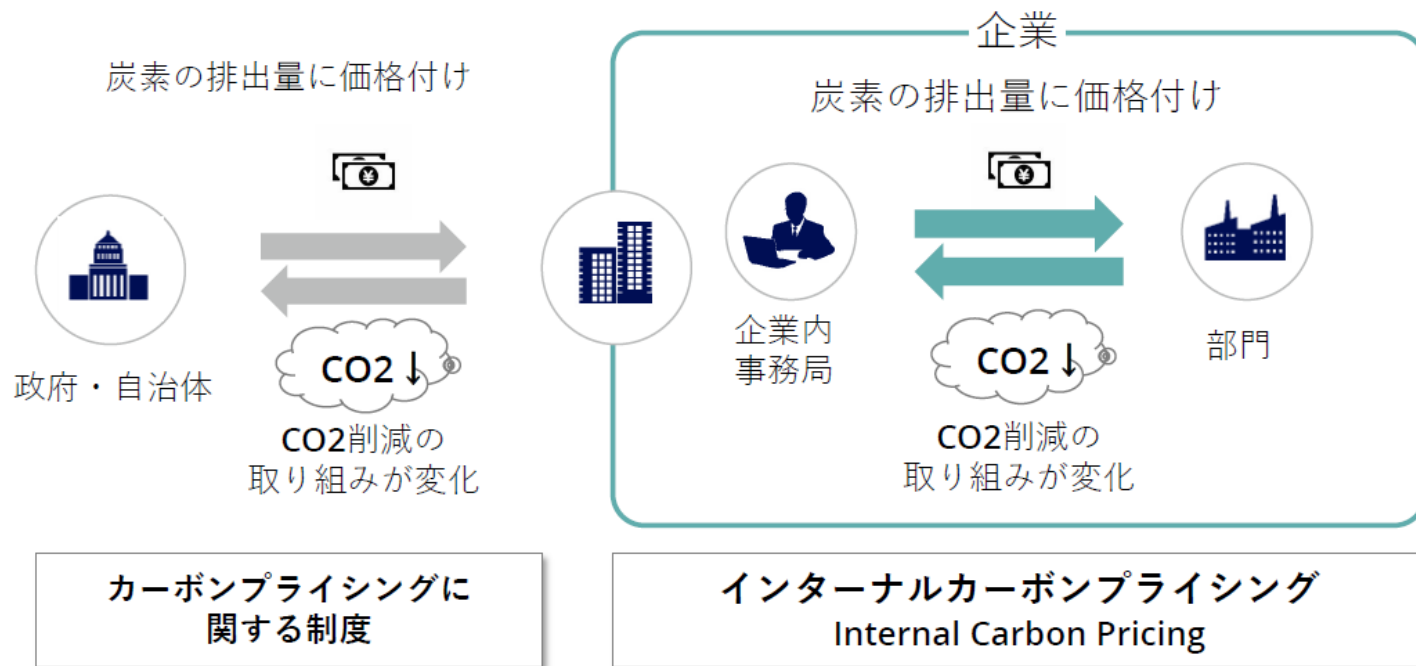 炭素の排出量に価格付け
政府・自治体
CO2↓
CO2削減の
取り組みが変化
カーボンプライシングに
関する制度
企業
炭素の排出量に価格付け
企業内
事務局
部門
CO2↓
CO2削減の
取り組みが変化
インターナルカーボンプライシング
Internal Carbon Pricing